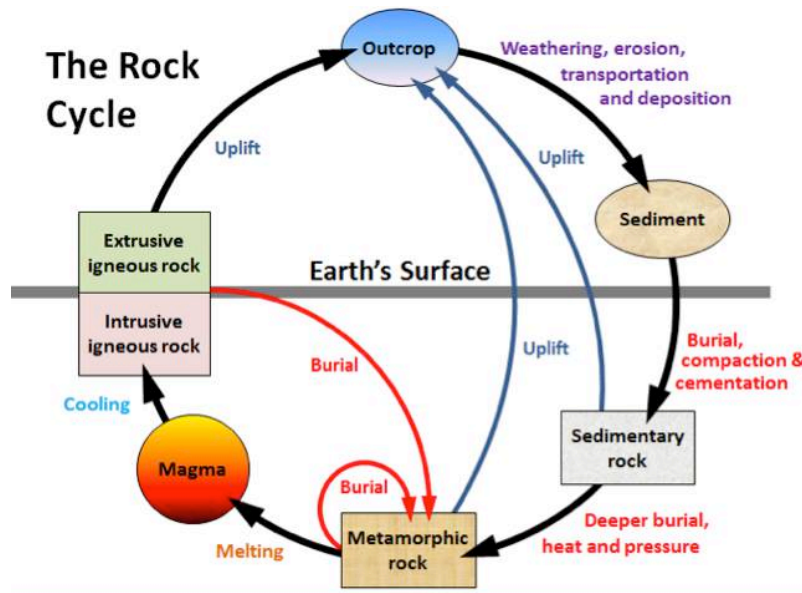 The Rock
Cycle
Outcrop
Weathering, erosion,
transportation
and deposition
Uplift
Uplift
Sediment
Extrusive
igneous rock
Earth's Surface
Intrusive
igneous rock
Burial
Uplift
Burial,
compaction &
cementation
Cooling
Sedimentary
rock
Magma
Burial
Melting
Metamorphic
rock
Deeper burial,
heat and pressure